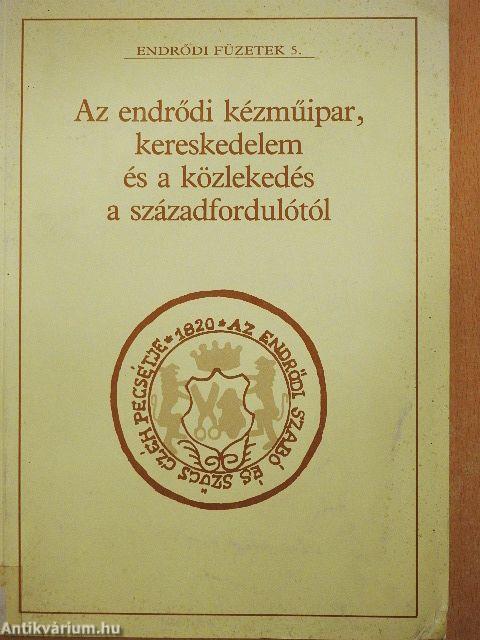 ENDRŐDI FÜZETEK 5.
Az endrődi kézműipar,
kereskedelem
és a közlekedés
a századfordulótól
*1820*AZ ENDRŐDI SZABÓ ÉS SZŰCS CZÉH PECSÉTJE
Antikvárium.hu